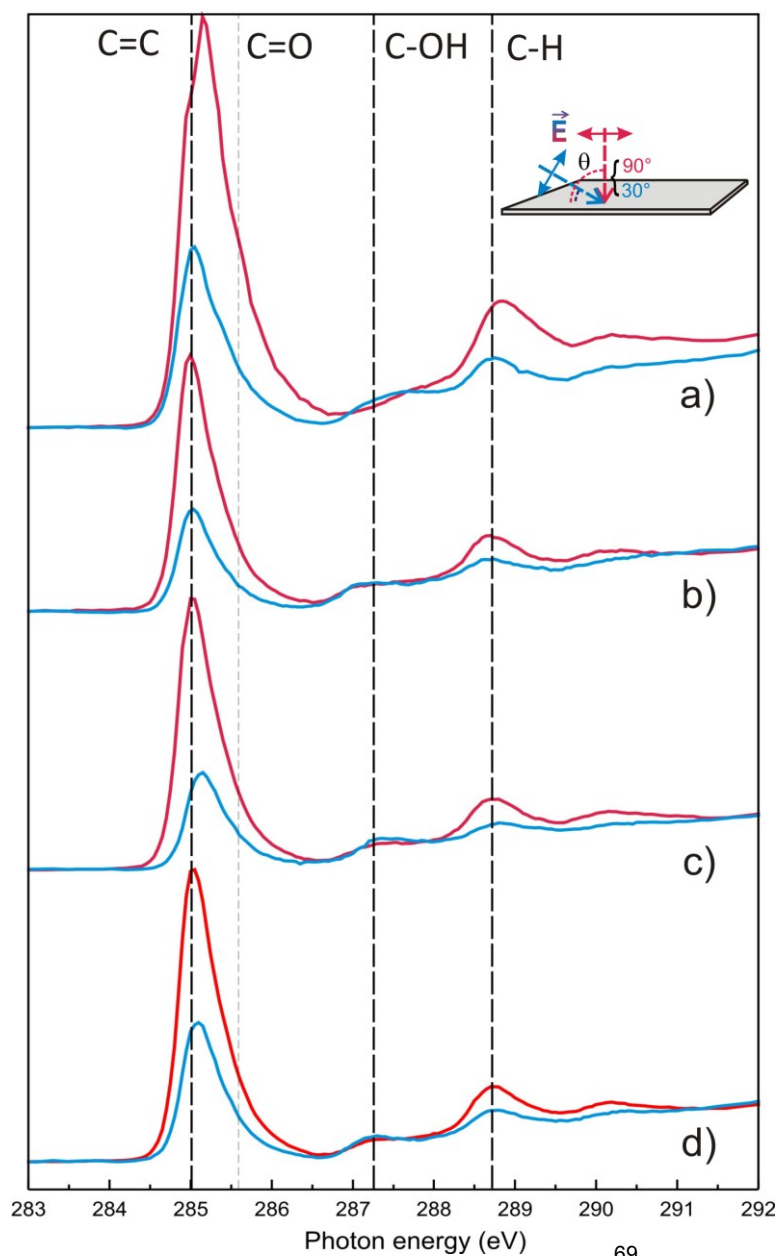 C=C C=O C-OH C-H
E
θ 90°
30°
a)
b)
c)
d)
283 284 285 286 287 288 289 290 291 292
Photon energy (eV)
69